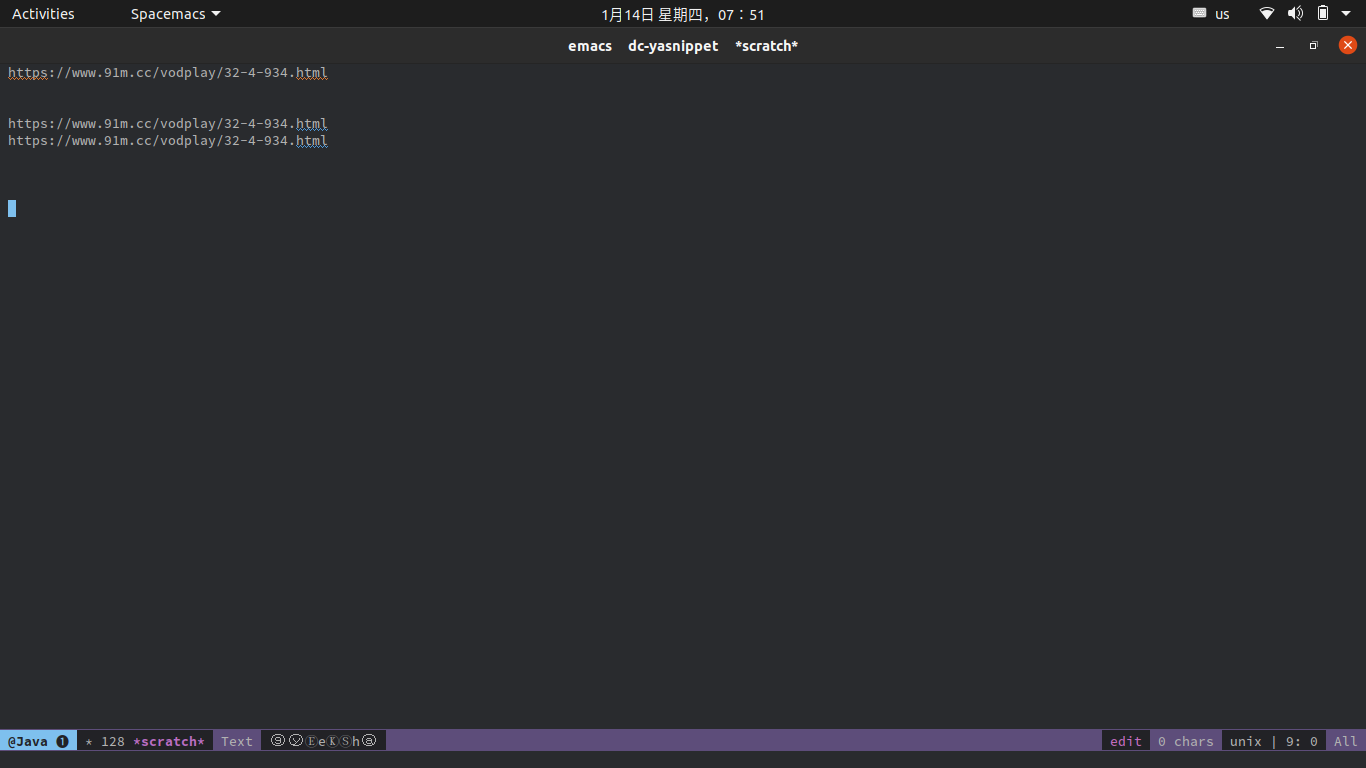 Activities Spacemacs 1月14日 星期四，07：51 us
emacs dc-yasnippet *scratch*
https://www.91m.cc/vodplay/32-4-934.html
https://www.91m.cc/vodplay/32-4-934.html
https://www.91m.cc/vodplay/32-4-934.html
@Java ❶ * 128 *scratch* Text ⓨⒺeⓀⓈhⓐ edit 0 chars unix | 9: 0 All